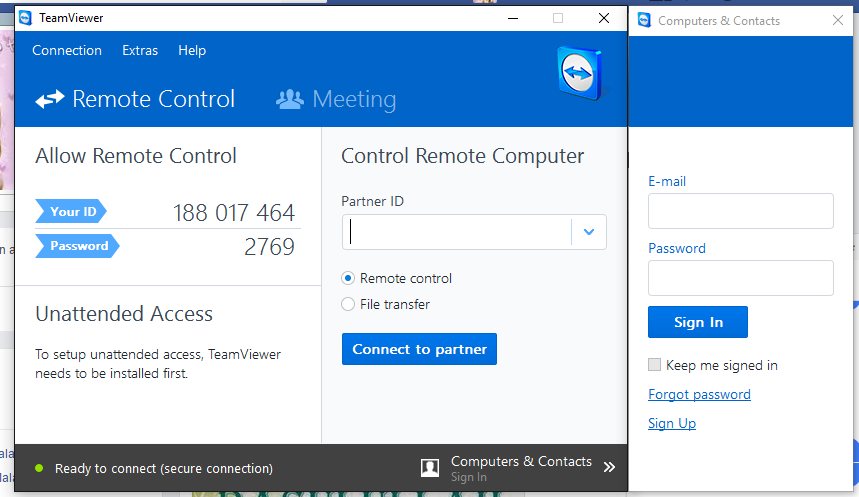 TeamViewer
Connection Extras Help
Remote Control Meeting
Allow Remote Control
Your ID 188 017 464
Password 2769
Unattended Access
To setup unattended access, TeamViewer
needs to be installed first.
Control Remote Computer
Partner ID
Remote control
File transfer
Connect to partner
Ready to connect (secure connection)
Computers & Contacts
Sign In
Computers & Contacts
E-mail
Password
Sign In
Keep me signed in
Forgot password
Sign Up